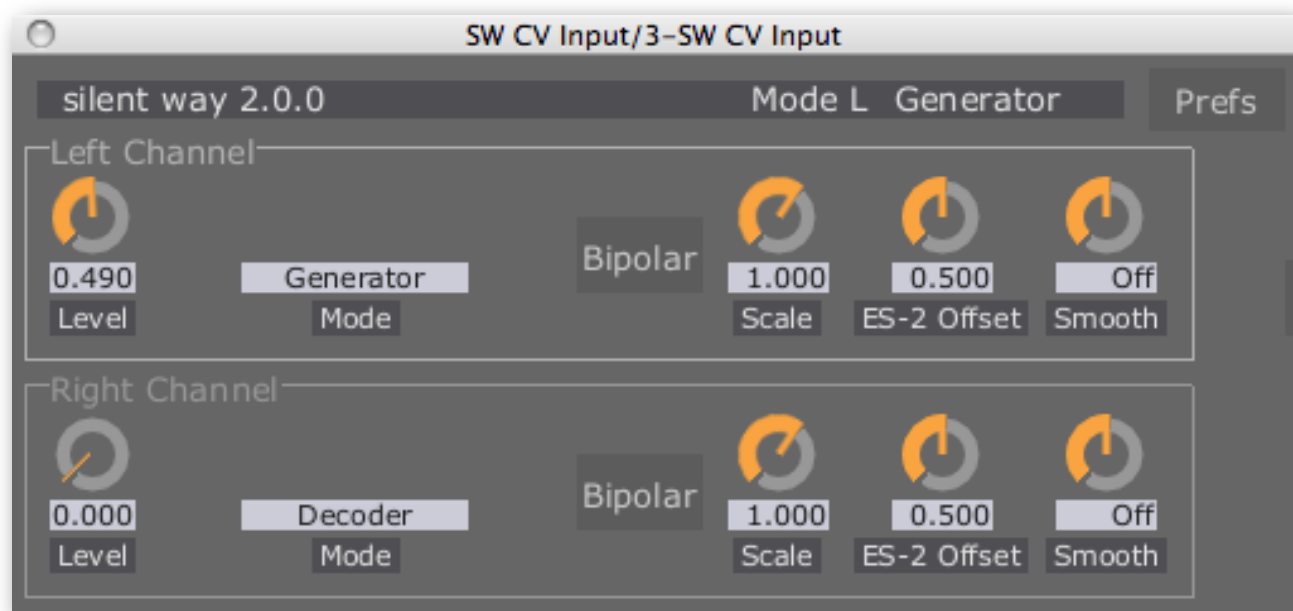 SW CV Input/3-SW CV Input
silent way 2.0.0 Mode L Generator Prefs
Left Channel
Bipolar
0.490 Generator 1.000 0.500 Off
Level Mode Scale ES-2 Offset Smooth
Right Channel
Bipolar
0.000 Decoder 1.000 0.500 Off
Level Mode Scale ES-2 Offset Smooth